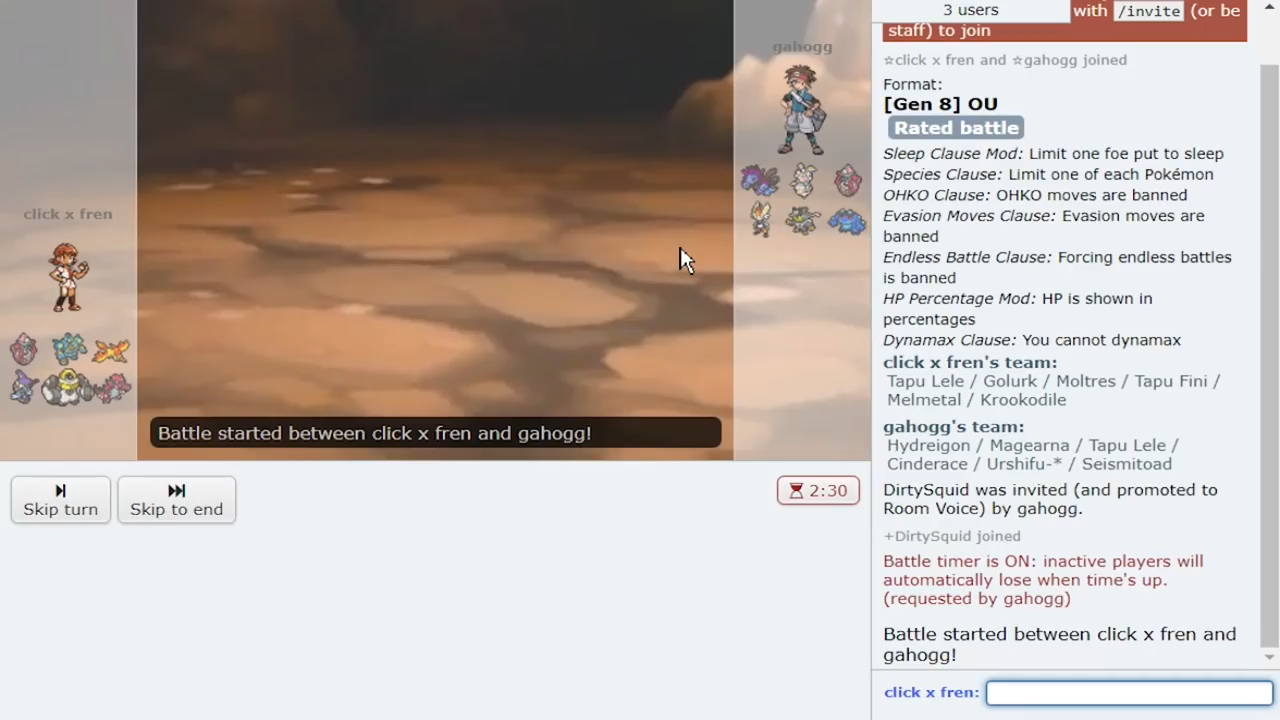 3 users
with /invite (or be
staff) to join
☆click x fren and ☆gahogg joined
Format:
[Gen 8] OU
Rated battle
Sleep Clause Mod: Limit one foe put to sleep
Species Clause: Limit one of each Pokémon
OHKO Clause: OHKO moves are banned
Evasion Moves Clause: Evasion moves are
banned
Endless Battle Clause: Forcing endless battles
is banned
HP Percentage Mod: HP is shown in
percentages
Dynamax Clause: You cannot dynamax
click x fren's team:
Tapu Lele / Golurk / Moltres / Tapu Fini /
Melmetal / Krookodile
gahogg's team:
Hydreigon / Magearna / Tapu Lele /
Cinderace / Urshifu-* / Seismitoad
DirtySquid was invited (and promoted to
Room Voice) by gahogg.
+DirtySquid joined
Battle timer is ON: inactive players will
automatically lose when time's up.
(requested by gahogg)
Battle started between click x fren and
gahogg!
click x fren:
gahogg
click x fren
Battle started between click x fren and gahogg!
Skip turn
Skip to end
2:30